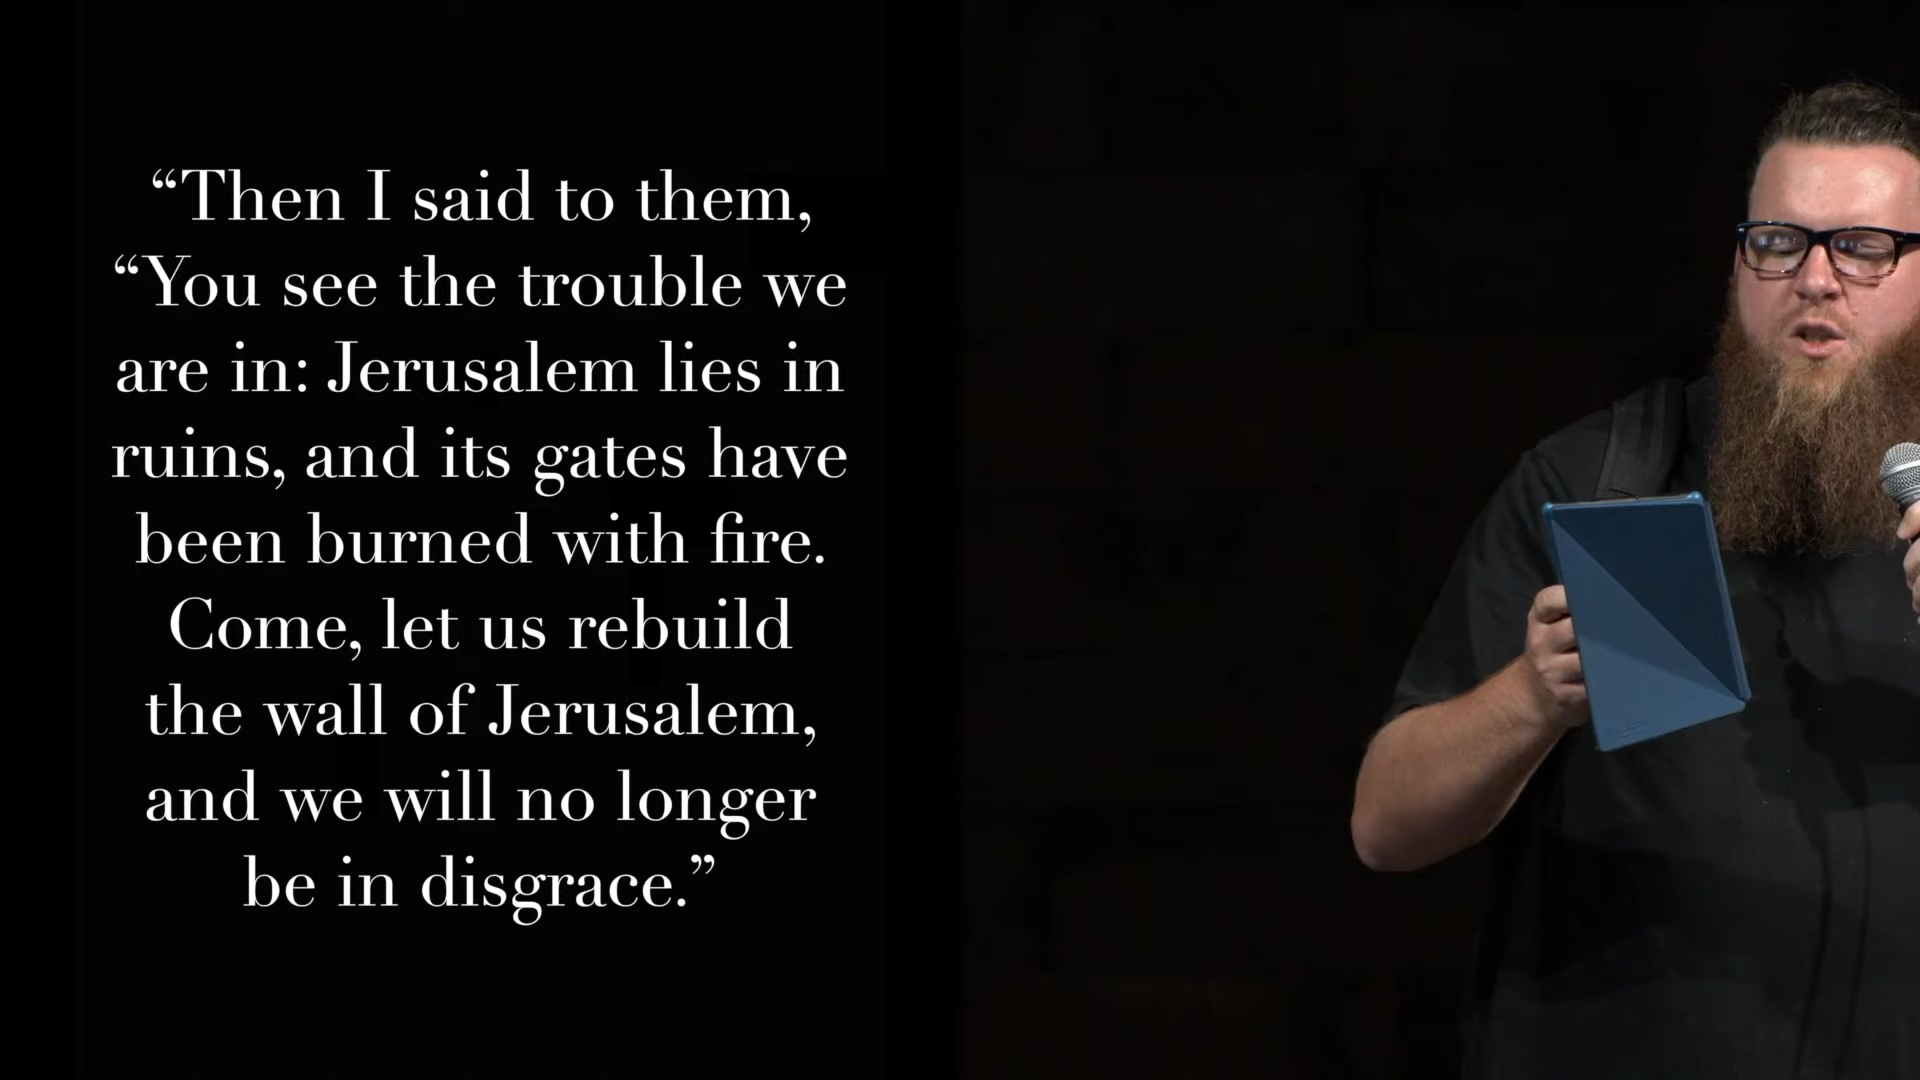 “Then I said to them,
“You see the trouble we
are in: Jerusalem lies in
ruins, and its gates have
been burned with fire.
Come, let us rebuild
the wall of Jerusalem,
and we will no longer
be in disgrace.”